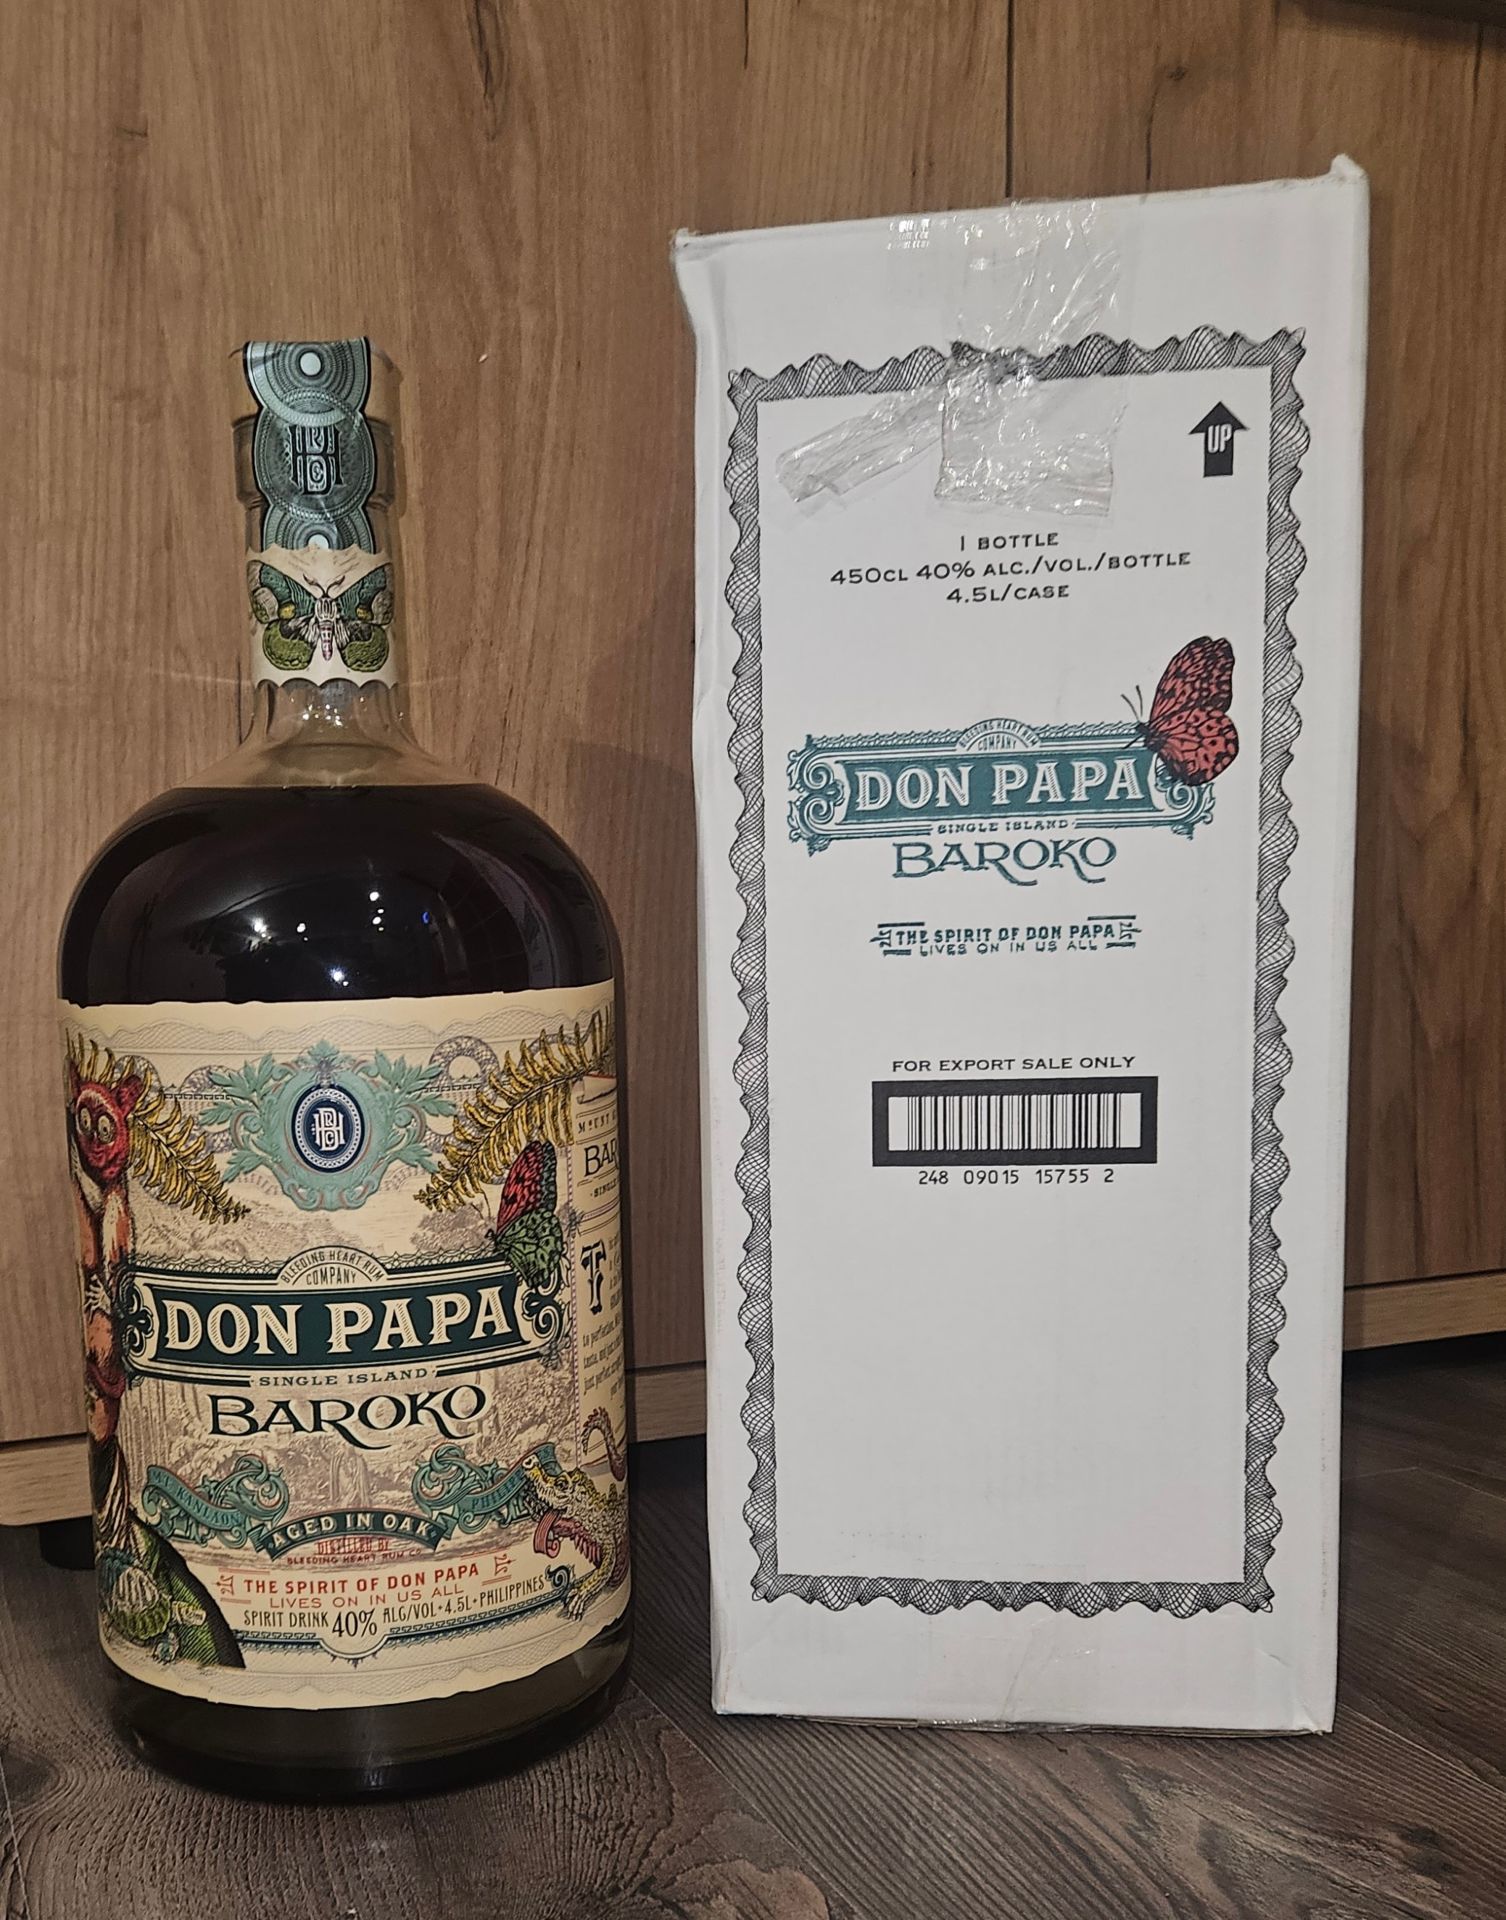 BLEEDING HEART RUM
COMPANY
DON PAPA
SINGLE ISLAND
BAROKO
MT. KANLAON
AGED IN OAK
DISTILLED BY
BLEEDING HEART RUM CO.
THE SPIRIT OF DON PAPA
LIVES ON IN US ALL
SPIRIT DRINK 40% ALC/VOL•4.5L•PHILIPPINES
UP
1 BOTTLE
450CL 40% ALC./VOL./BOTTLE
4.5L/CASE
BLEEDING HEART RUM
COMPANY
DON PAPA
SINGLE ISLAND
BAROKO
THE SPIRIT OF DON PAPA
LIVES ON IN US ALL
FOR EXPORT SALE ONLY
248 09015 15755 2